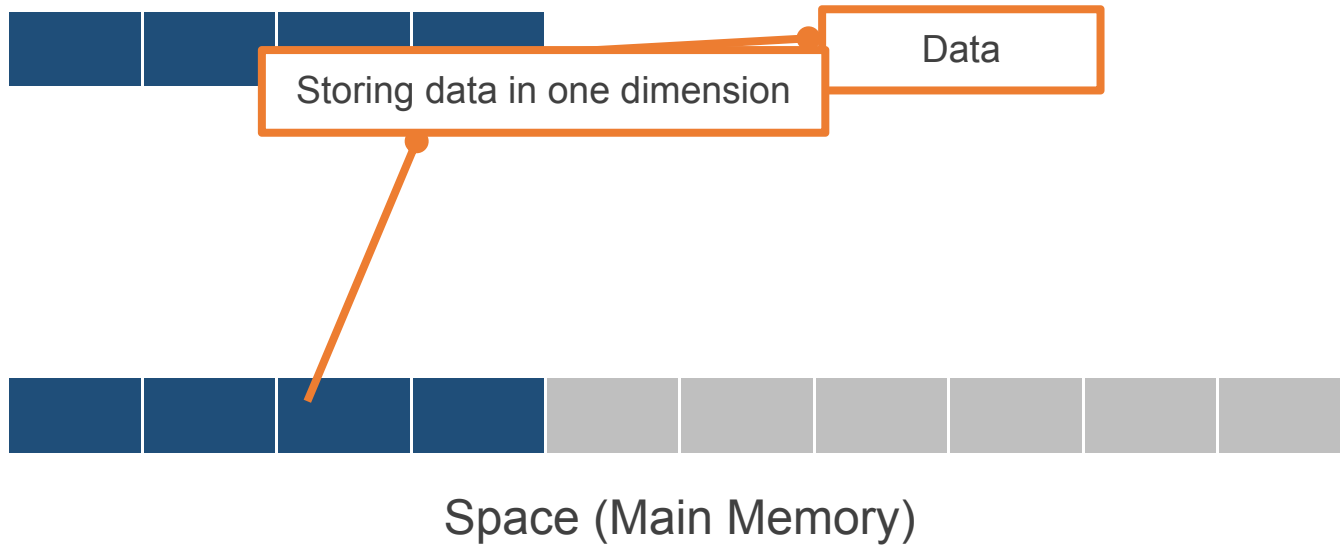 Data
Storing data in one dimension
Space (Main Memory)